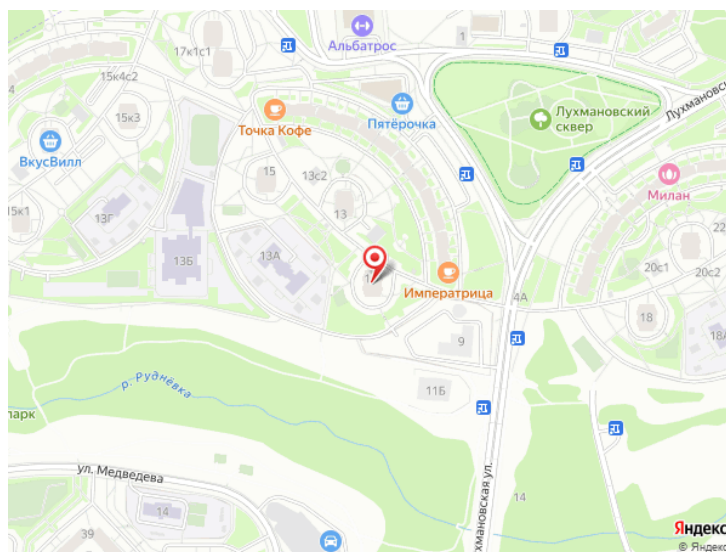 1
Альбатрос
17к1с1
15к4с2
4
15к3
Точка Кофе
Пятёрочка
Лухмановский
сквер
ВкусВилл
15
13с2
Милан
13
15к1
13Г
13Б
13А
22
20с1
20с2
Императрица
4А
18
18А
9
р. Руднёвка
11Б
парк
ул. Медведева
хмановская ул.
14
14
39
Яндекс
© Яндекс